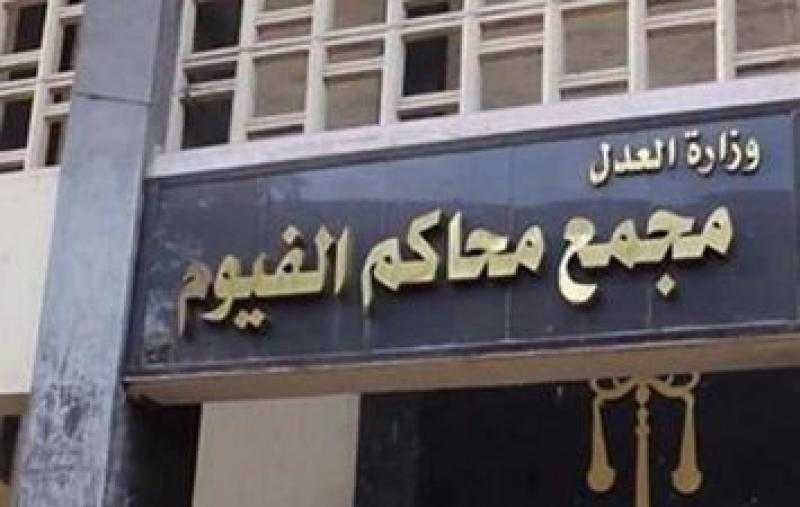 وزارة العدل
مجمع محاكم الفيوم